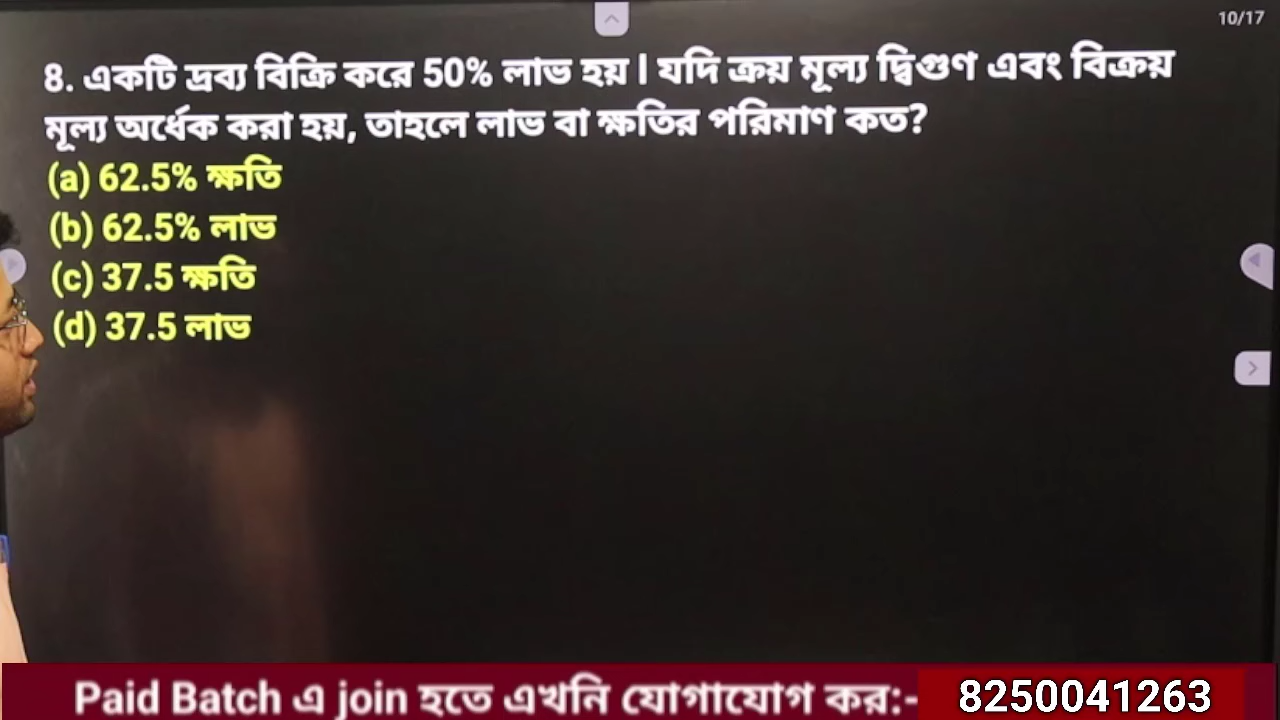 10/17
8. একটি দ্রব্য বিক্রি করে 50% লাভ হয় । যদি ক্রয় মূল্য দ্বিগুণ এবং বিক্রয়
মূল্য অর্ধেক করা হয়, তাহলে লাভ বা ক্ষতির পরিমাণ কত?
(a) 62.5% ক্ষতি
(b) 62.5% লাভ
(c) 37.5 ক্ষতি
(d) 37.5 লাভ
Paid Batch এ join হতে এখনি যোগাযোগ কর:- 8250041263